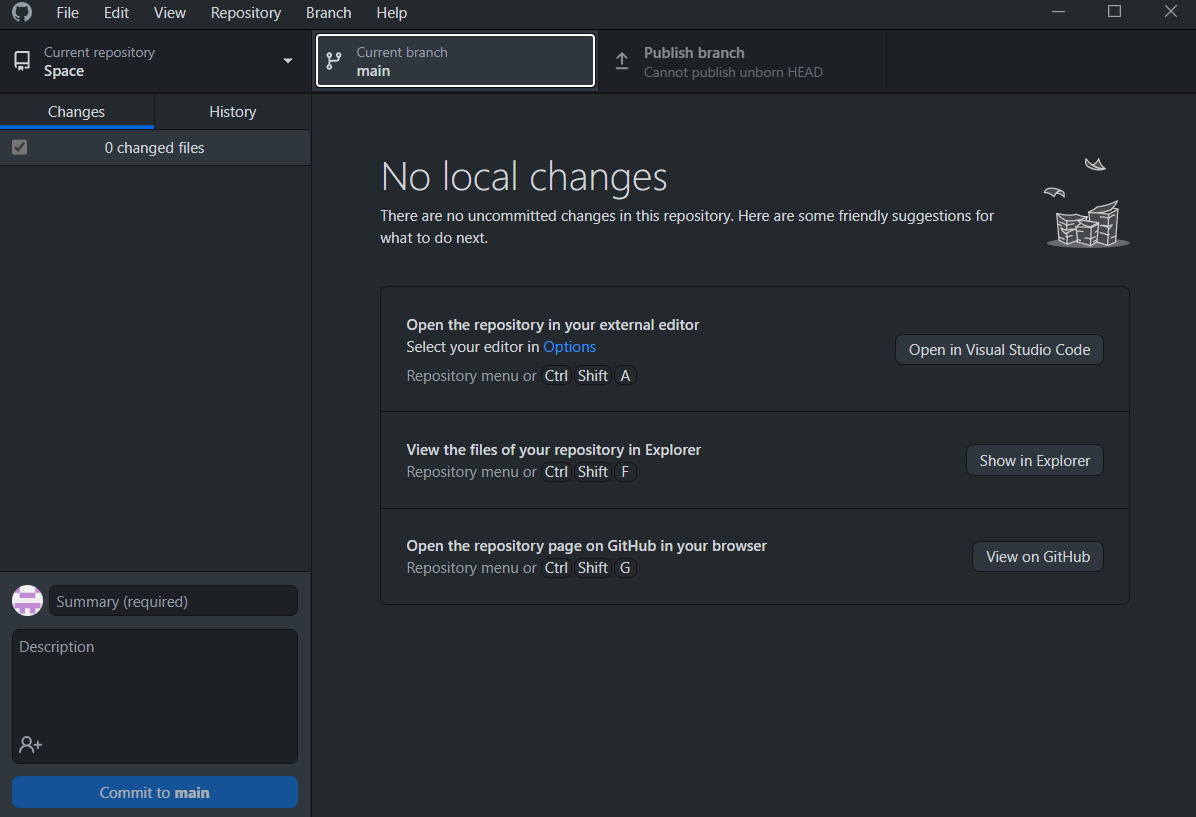 File Edit View Repository Branch Help
Current repository
Space
Current branch
main
Publish branch
Cannot publish unborn HEAD
Changes
History
0 changed files
No local changes
There are no uncommitted changes in this repository. Here are some friendly suggestions for
what to do next.
Open the repository in your external editor
Select your editor in Options
Repository menu or Ctrl Shift A
Open in Visual Studio Code
View the files of your repository in Explorer
Repository menu or Ctrl Shift F
Show in Explorer
Open the repository page on GitHub in your browser
Repository menu or Ctrl Shift G
View on GitHub
Summary (required)
Description
Commit to main